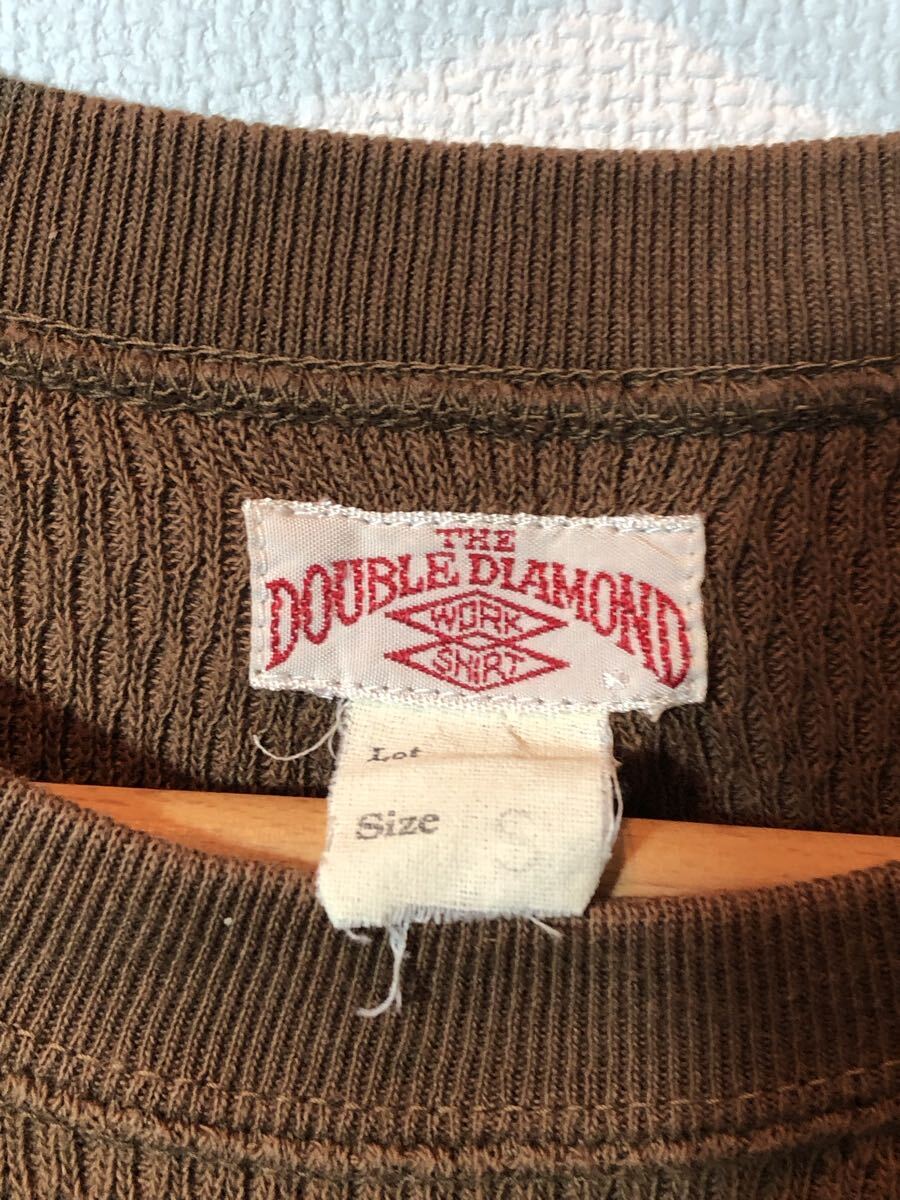 THE
DOUBLE DIAMOND
WORK
SHIRT
Lot
Size S